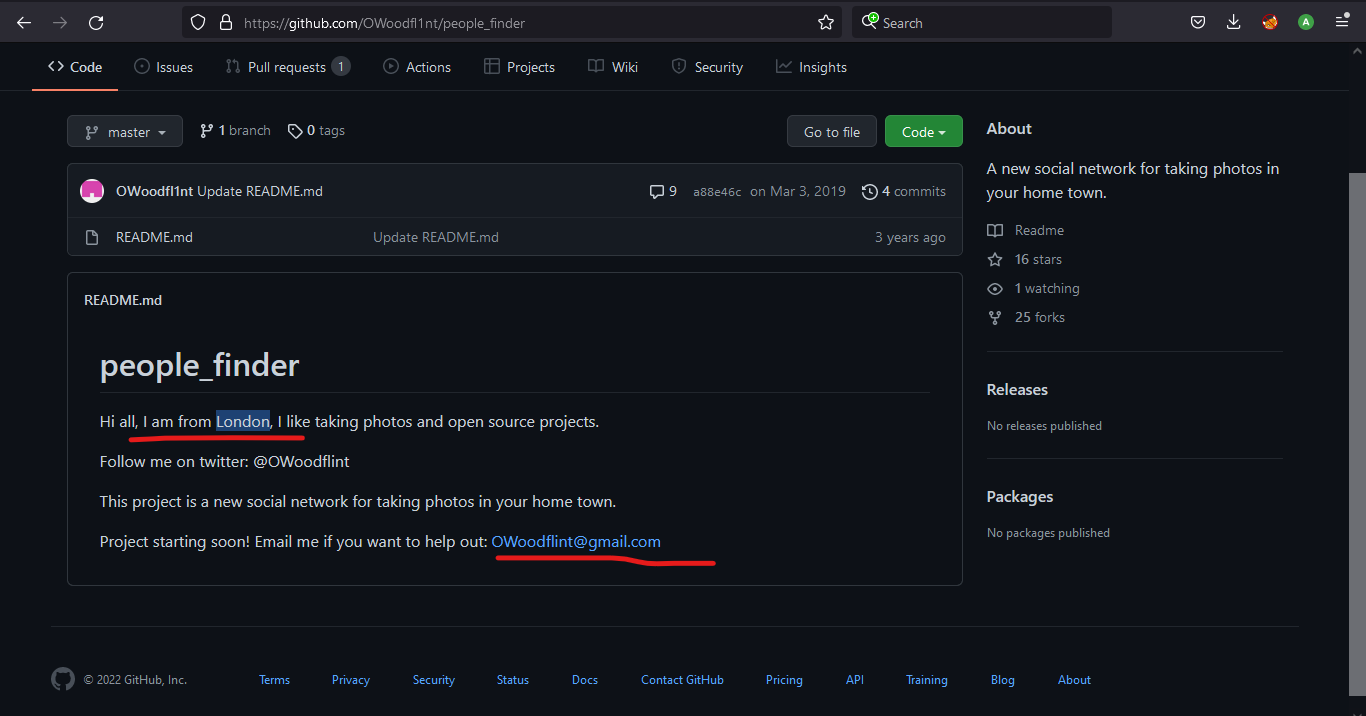 https://github.com/OWoodfl1nt/people_finder
Search
A
Code
Issues
Pull requests 1
Actions
Projects
Wiki
Security
Insights
master
1 branch
0 tags
Go to file
Code
OWoodfl1nt Update README.md
9
a88e46c on Mar 3, 2019
4 commits
README.md
Update README.md
3 years ago
README.md
people_finder
Hi all, I am from London, I like taking photos and open source projects.
Follow me on twitter: @OWoodflint
This project is a new social network for taking photos in your home town.
Project starting soon! Email me if you want to help out: OWoodflint@gmail.com
About
A new social network for taking photos in
your home town.
Readme
16 stars
1 watching
25 forks
Releases
No releases published
Packages
No packages published
© 2022 GitHub, Inc.
Terms
Privacy
Security
Status
Docs
Contact GitHub
Pricing
API
Training
Blog
About